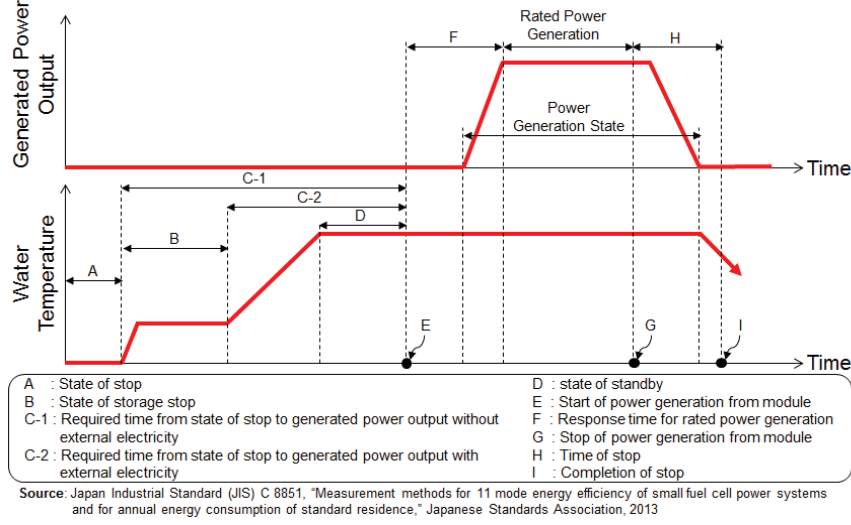 Rated Power
Generation
F
H
Generated Power
Output
Power
Generation State
Time
C-1
C-2
D
B
A
Water
Temperature
E
G
I
Time
A : State of stop
B : State of storage stop
C-1 : Required time from state of stop to generated power output without
external electricity
C-2 : Required time from state of stop to generated power output with
external electricity
D : state of standby
E : Start of power generation from module
F : Response time for rated power generation
G : Stop of power generation from module
H : Time of stop
I : Completion of stop
Source: Japan Industrial Standard (JIS) C 8851, “Measurement methods for 11 mode energy efficiency of small fuel cell power systems
and for annual energy consumption of standard residence,” Japanese Standards Association, 2013